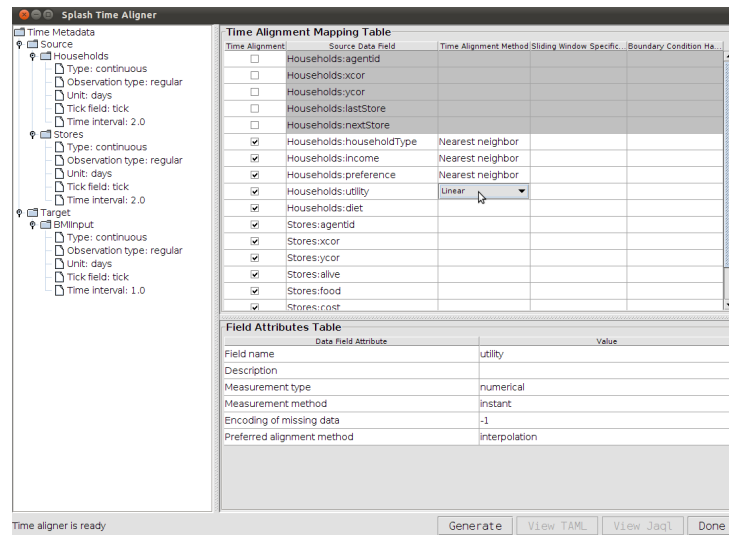 Splash Time Aligner
Time Metadata
Source
Households
Type: continuous
Observation type: regular
Unit: days
Tick field: tick
Time interval: 2.0
Stores
Type: continuous
Observation type: regular
Unit: days
Tick field: tick
Time interval: 2.0
Target
BMIInput
Type: continuous
Observation type: regular
Unit: days
Tick field: tick
Time interval: 1.0
Time Alignment Mapping Table
Time Alignment Source Data Field Time Alignment Method Sliding Window Specific... Boundary Condition Ha...
Households:agentid
Households:xcor
Households:ycor
Households:lastStore
Households:nextStore
Households:householdType Nearest neighbor
Households:income Nearest neighbor
Households:preference Nearest neighbor
Households:utility Linear
Households:diet
Stores:agentid
Stores:xcor
Stores:ycor
Stores:alive
Stores:food
Stores:cost
Field Attributes Table
Data Field Attribute Value
Field name utility
Description
Measurement type numerical
Measurement method instant
Encoding of missing data -1
Preferred alignment method interpolation
Time aligner is ready Generate View TAML View Jaql Done